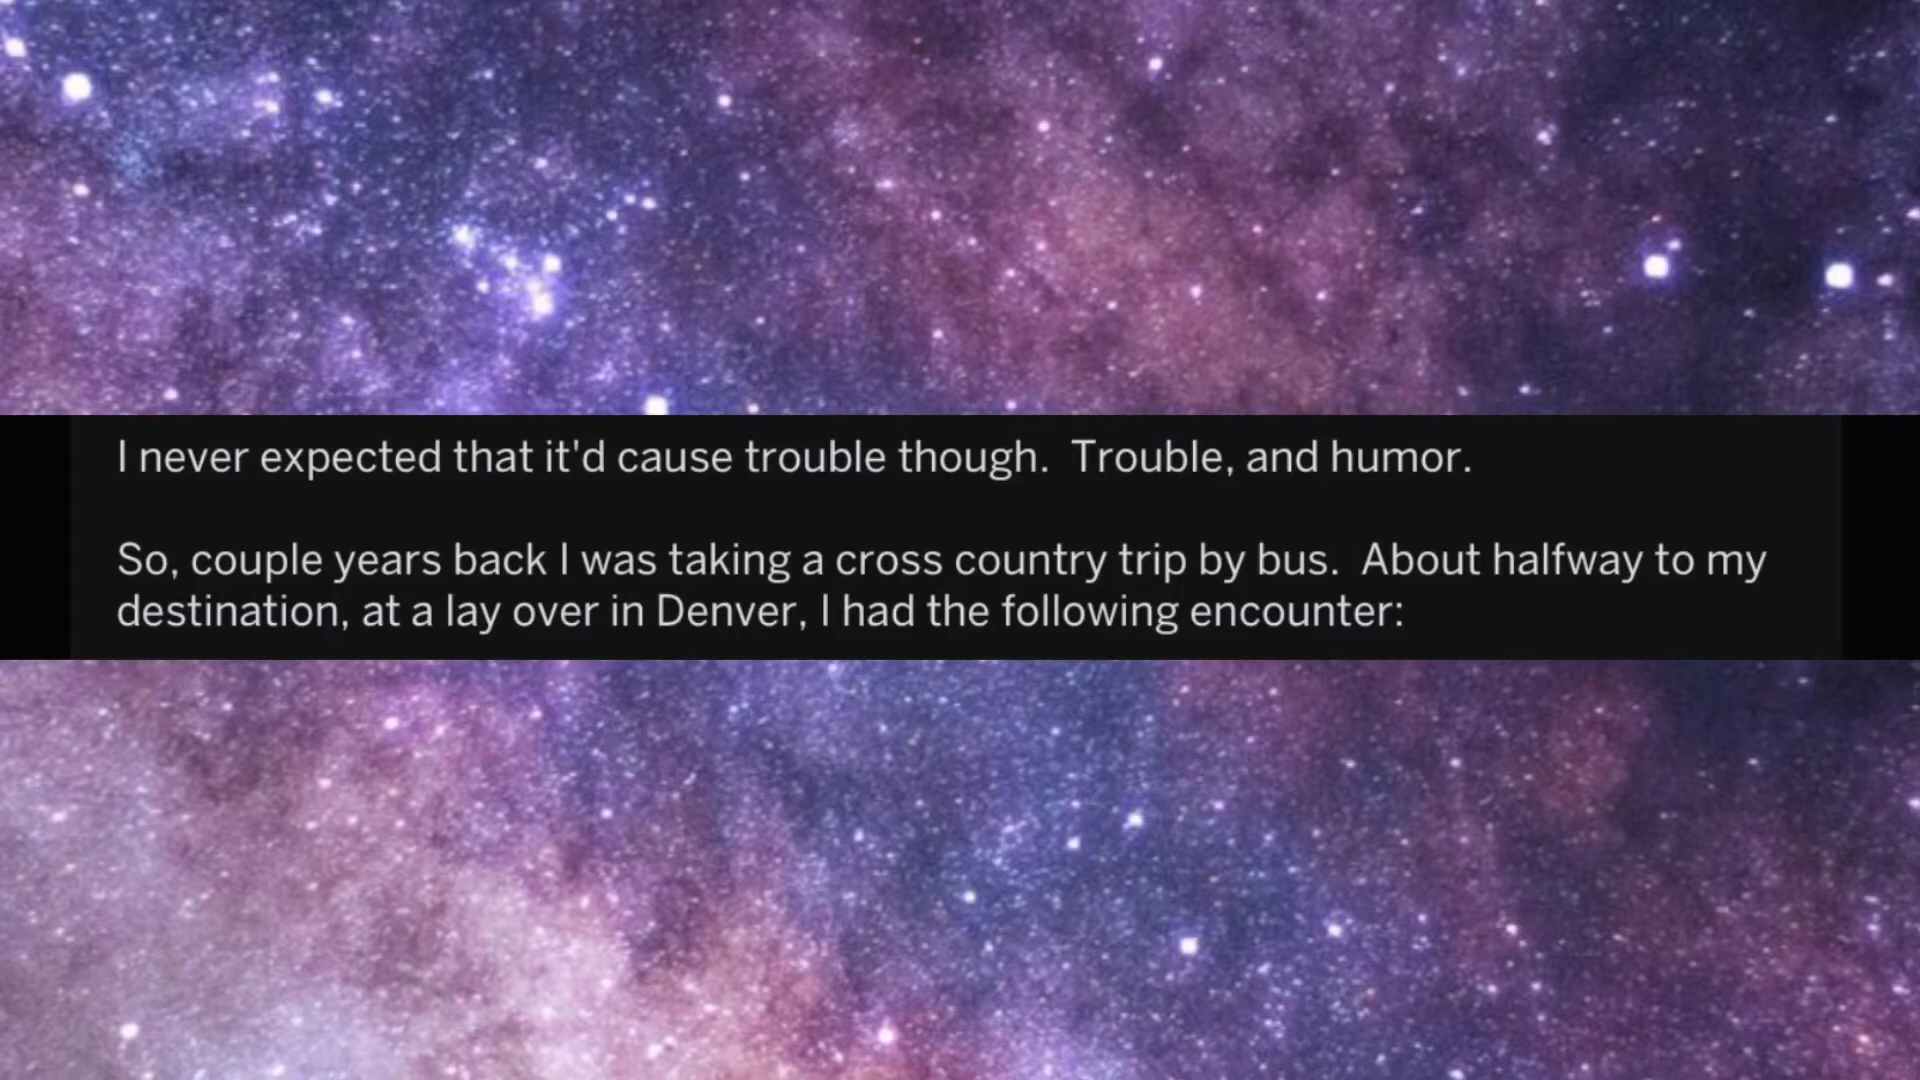 I never expected that it'd cause trouble though.  Trouble, and humor.
So, couple years back I was taking a cross country trip by bus.  About halfway to my
destination, at a lay over in Denver, I had the following encounter: